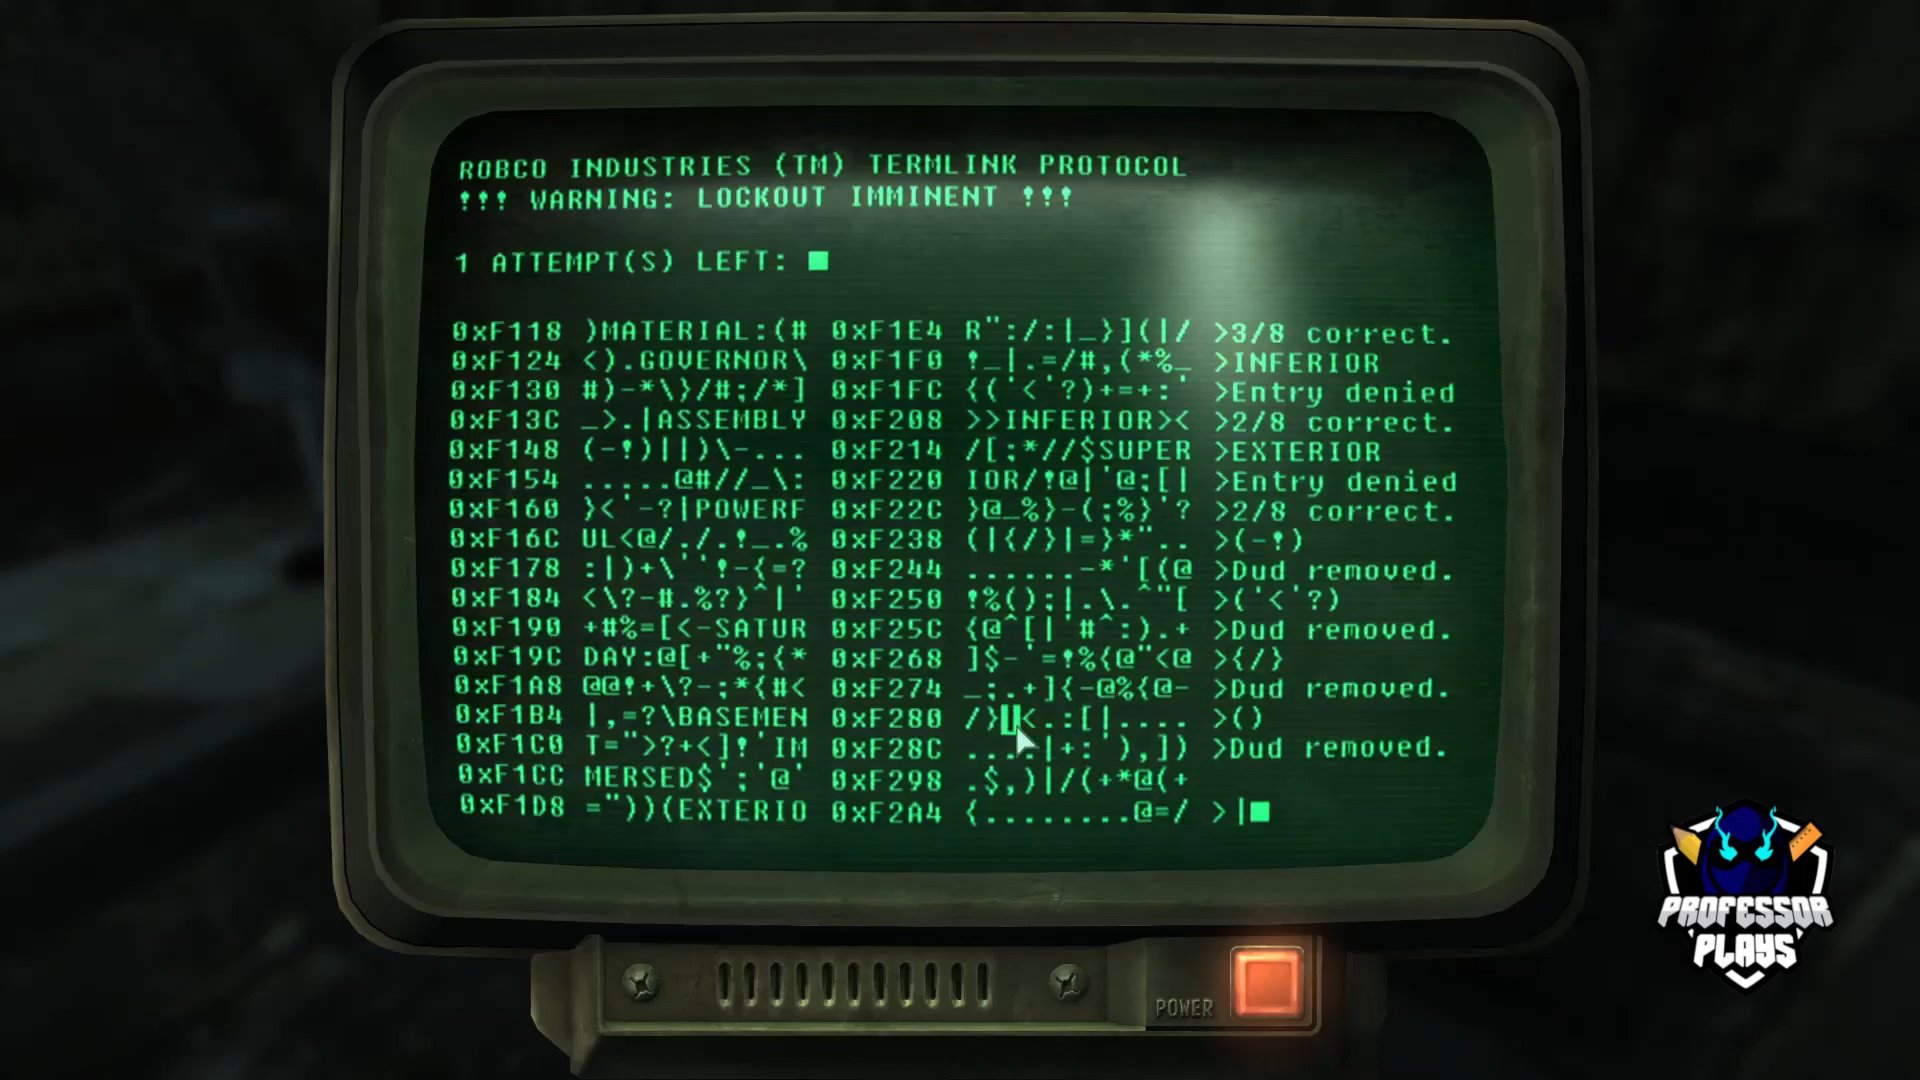 ROBCO INDUSTRIES (TM) TERMLINK PROTOCOL
!!! WARNING: LOCKOUT IMMINENT !!!
1 ATTEMPT(S) LEFT:
0xF118 )MATERIAL:(# 0xF1E4 R":/:|_}](|/ >3/8 correct.
0xF124 <).GOVERNOR\ 0xF1F0 !_|.=/#,(*%_ >INFERIOR
0xF130 #)-*\}/#;/*] 0xF1FC {('<'?)+=+:' >Entry denied
0xF13C _>.|ASSEMBLY 0xF208 >>INFERIOR>< >2/8 correct.
0xF148 (-!)||)\-... 0xF214 /[;*//$SUPER >EXTERIOR
0xF154 .....@#//_\: 0xF220 IOR/!@|'@;[| >Entry denied
0xF160 }<'-?|POWERF 0xF22C }@_%}-(;%}'? >2/8 correct.
0xF16C UL<@/;/.!_.% 0xF238 (|{/}|=}*".. >(-!)
0xF178 :|)+\''!-{=? 0xF244 ......-*'[(@ >Dud removed.
0xF184 <\?-#.%?}^|' 0xF250 !%();|.\.^"[ >('<'?)
0xF190 +#%=[<-SATUR 0xF25C {@^[|'#^:).+ >Dud removed.
0xF19C DAY:@[+"%;{* 0xF268 ]$-'=!%{@"<@ >{/}
0xF1A8 @@!+\?-;*{#< 0xF274 _;.+]{-@%{@- >Dud removed.
0xF1B4 |,=?\BASEMEN 0xF280 /}|<.:[|.... >()
0xF1C0 T=">?+<]!'IM 0xF28C ....|+:'),]) >Dud removed.
0xF1CC MERSED$';'@' 0xF298 .$,)|/(+*@(+
0xF1D8 ="))(EXTERIO 0xF2A4 {........@=/ >|
POWER
PROFESSOR
PLAYS